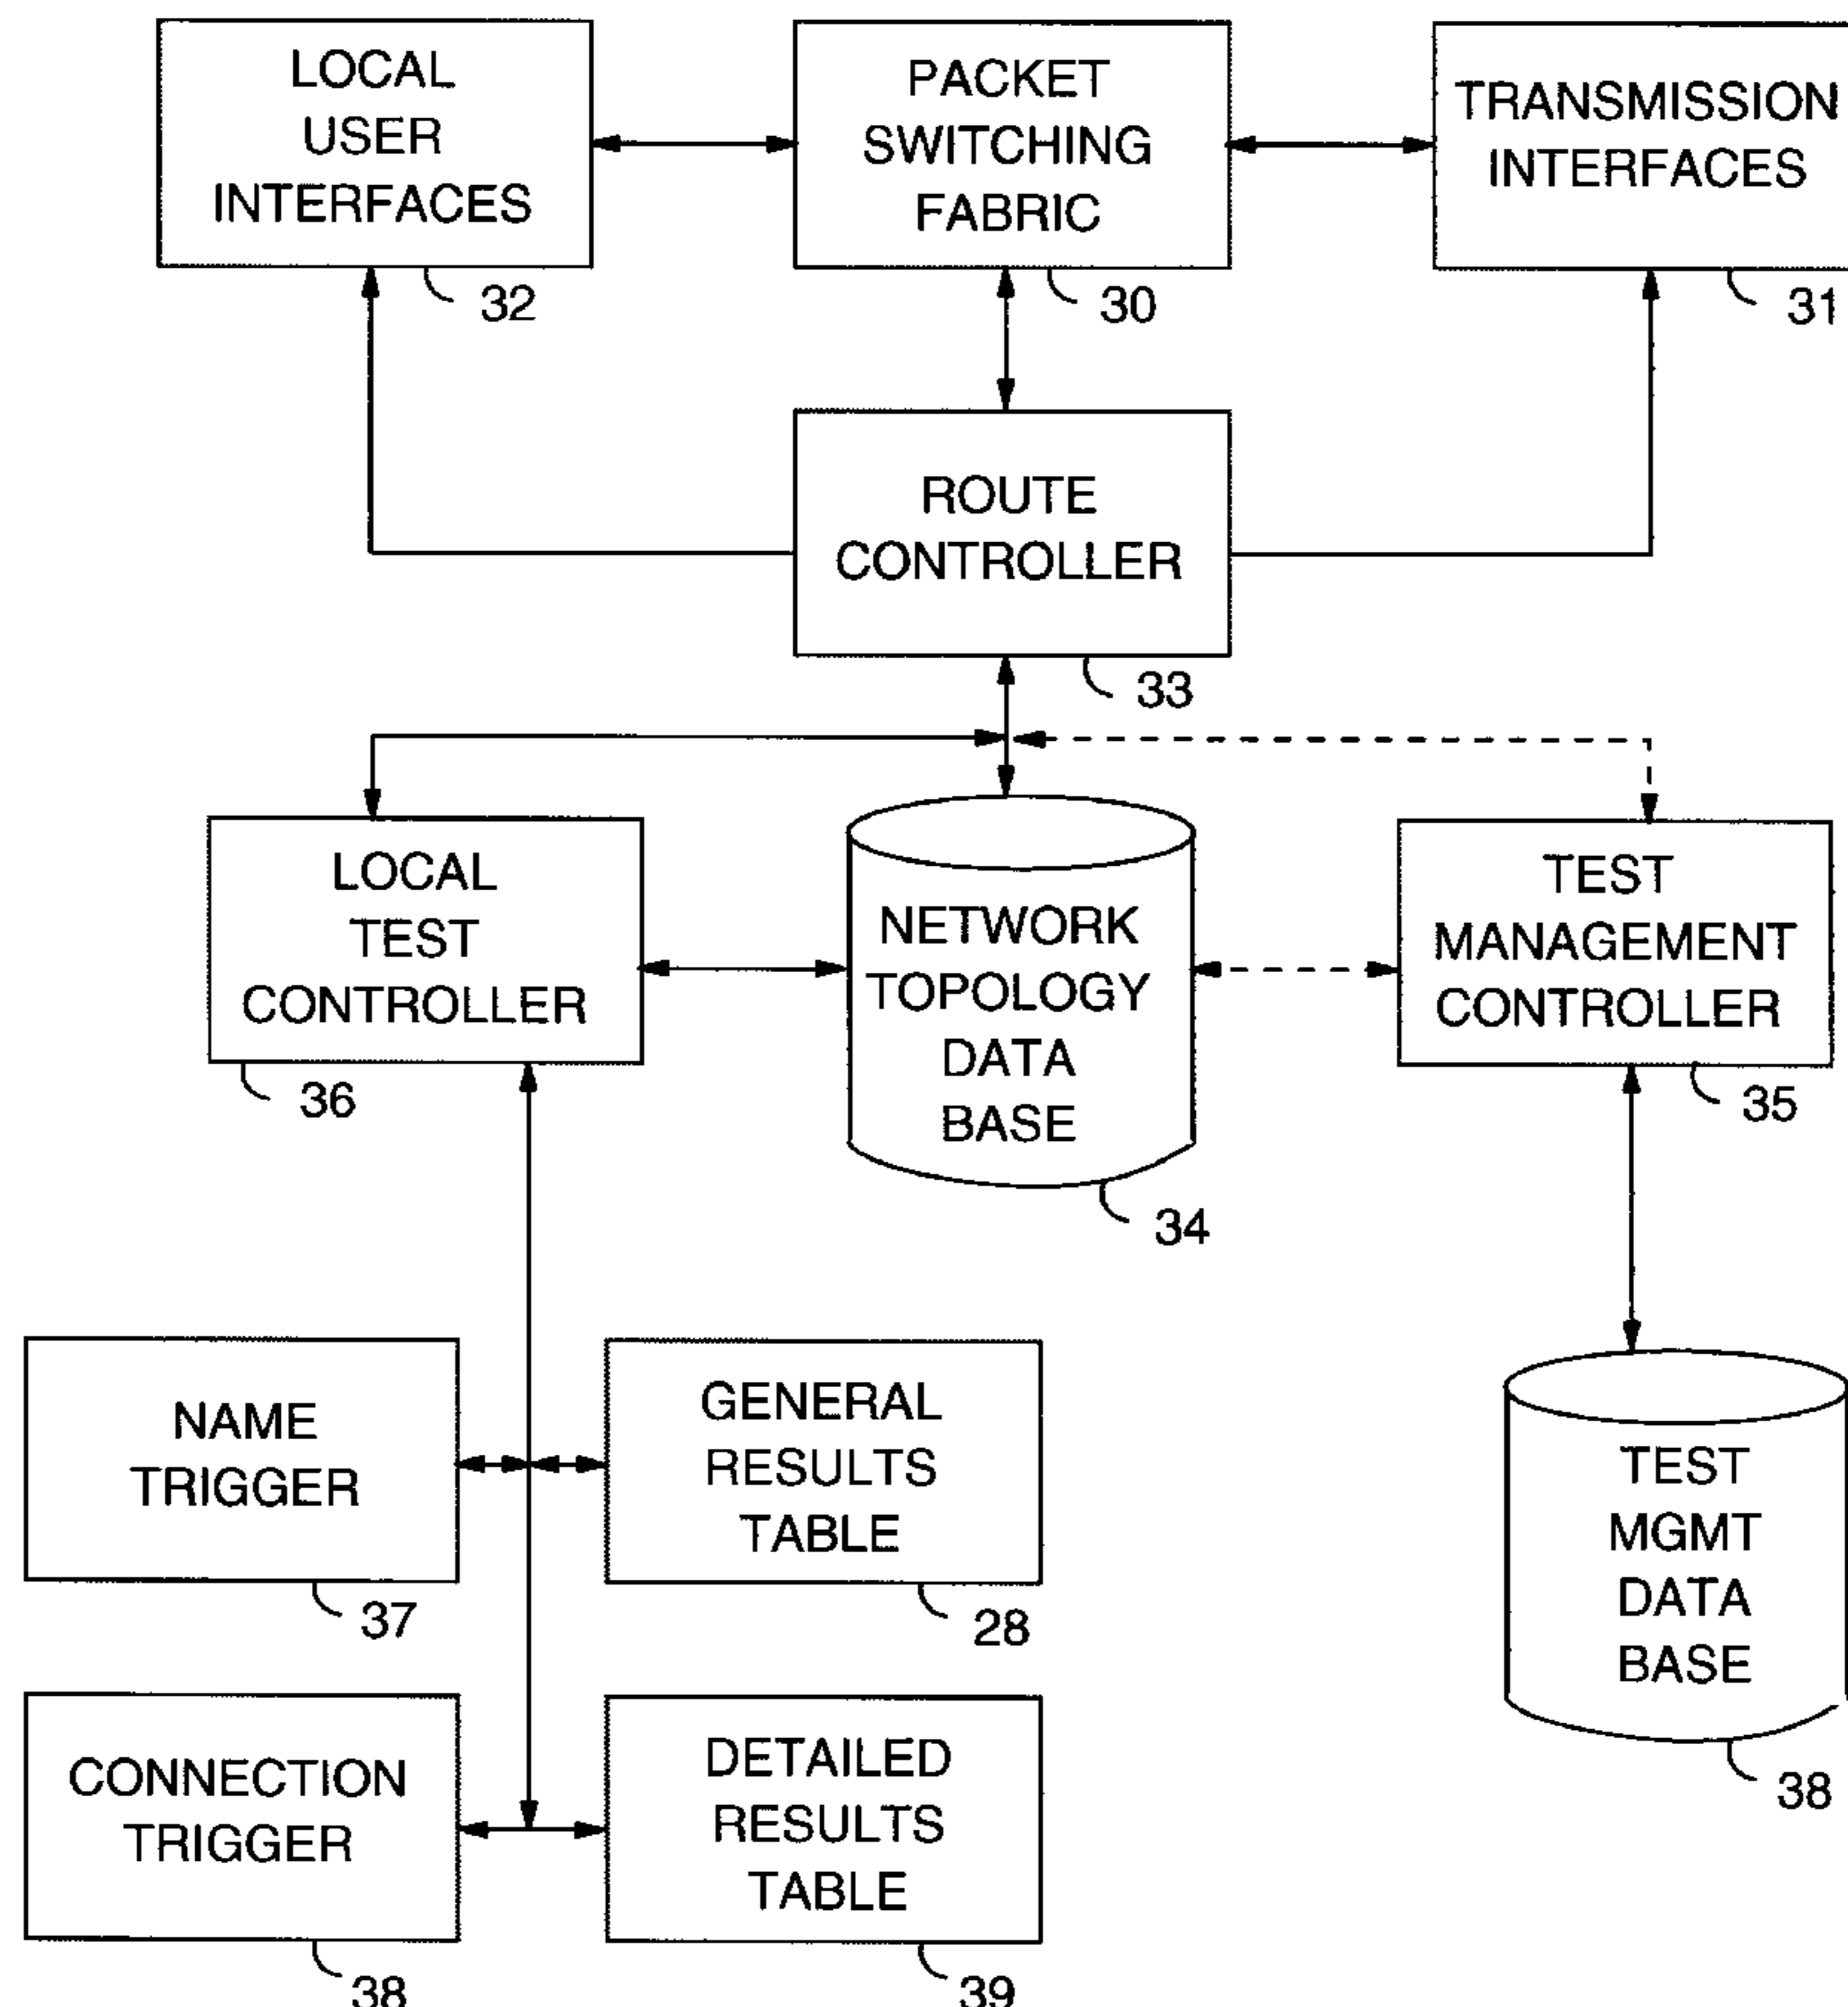 LOCAL
USER
INTERFACES
32
PACKET
SWITCHING
FABRIC
30
TRANSMISSION
INTERFACES
31
ROUTE
CONTROLLER
33
LOCAL
TEST
CONTROLLER
36
NETWORK
TOPOLOGY
DATA
BASE
34
TEST
MANAGEMENT
CONTROLLER
35
NAME
TRIGGER
37
GENERAL
RESULTS
TABLE
28
TEST
MGMT
DATA
BASE
38
CONNECTION
TRIGGER
38
DETAILED
RESULTS
TABLE
39